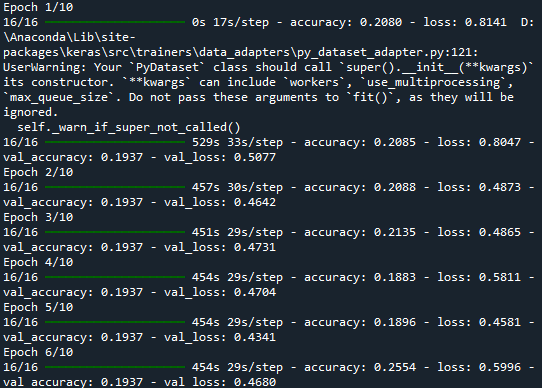 Epoch 1/10
16/16 ━━━━━━━━━━━━━━━━━━━━ 0s 17s/step - accuracy: 0.2080 - loss: 0.8141  D:
\Anaconda\Lib\site-
packages\keras\src\trainers\data_adapters\py_dataset_adapter.py:121:
UserWarning: Your `PyDataset` class should call `super().__init__(**kwargs)` 
its constructor. `**kwargs` can include `workers`, `use_multiprocessing`,
`max_queue_size`. Do not pass these arguments to `fit()`, as they will be
ignored.
  self._warn_if_super_not_called()
16/16 ━━━━━━━━━━━━━━━━━━━━ 529s 33s/step - accuracy: 0.2085 - loss: 0.8047 -
val_accuracy: 0.1937 - val_loss: 0.5077
Epoch 2/10
16/16 ━━━━━━━━━━━━━━━━━━━━ 457s 30s/step - accuracy: 0.2088 - loss: 0.4873 -
val_accuracy: 0.1937 - val_loss: 0.4642
Epoch 3/10
16/16 ━━━━━━━━━━━━━━━━━━━━ 451s 29s/step - accuracy: 0.2135 - loss: 0.4865 -
val_accuracy: 0.1937 - val_loss: 0.4731
Epoch 4/10
16/16 ━━━━━━━━━━━━━━━━━━━━ 454s 29s/step - accuracy: 0.1883 - loss: 0.5811 -
val_accuracy: 0.1937 - val_loss: 0.4704
Epoch 5/10
16/16 ━━━━━━━━━━━━━━━━━━━━ 454s 29s/step - accuracy: 0.1896 - loss: 0.4581 -
val_accuracy: 0.1937 - val_loss: 0.4341
Epoch 6/10
16/16 ━━━━━━━━━━━━━━━━━━━━ 454s 29s/step - accuracy: 0.2554 - loss: 0.5996 -
val_accuracy: 0.1937 - val_loss: 0.4680